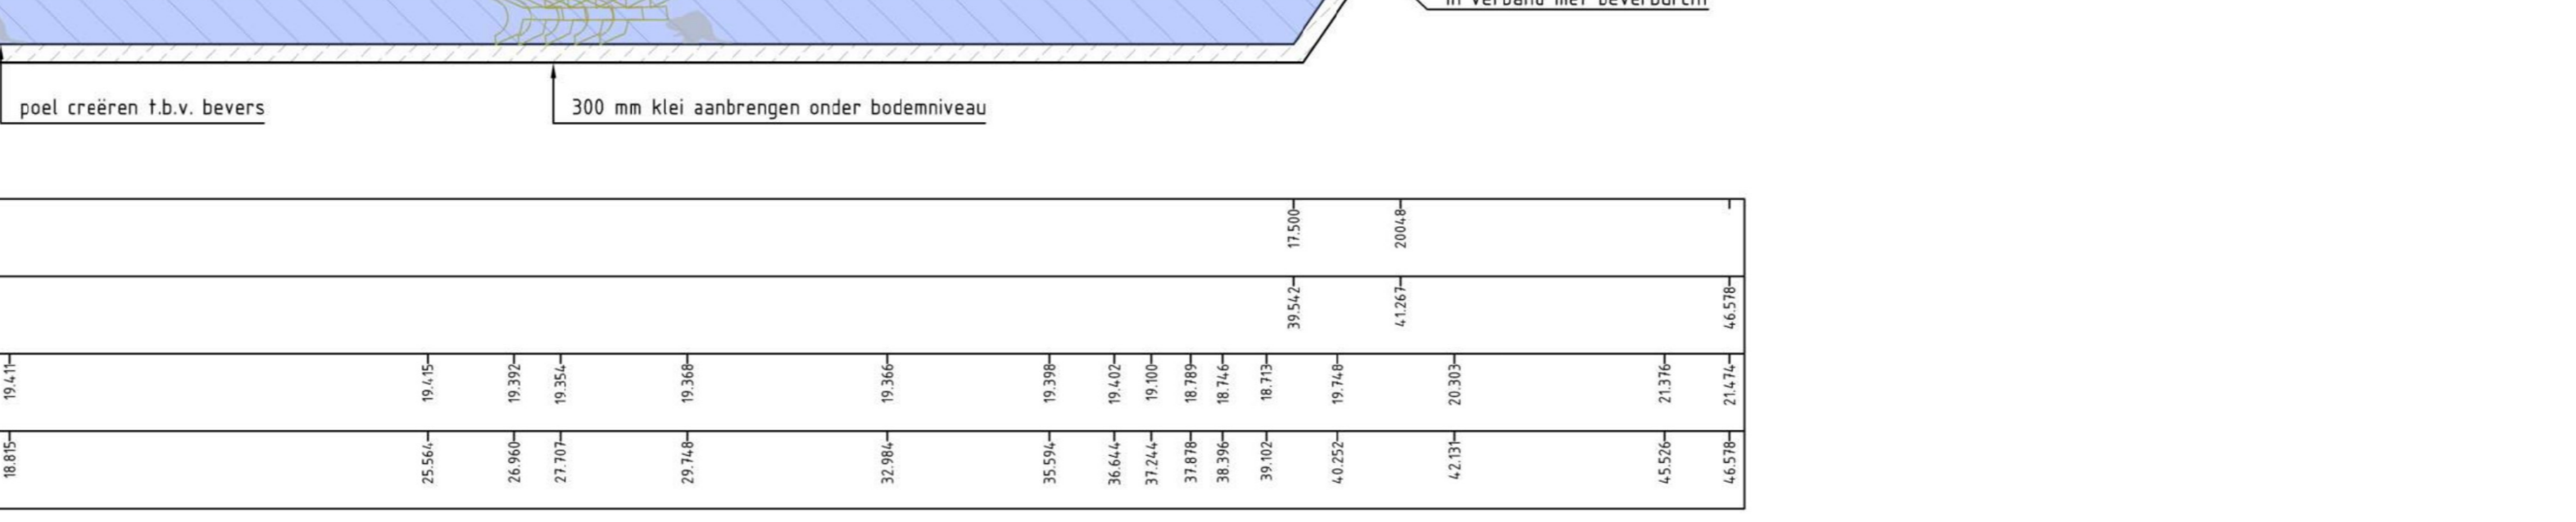 in verband met beverburcht
poel creëren t.b.v. bevers
300 mm klei aanbrengen onder bodemniveau
17.500 20048
39.542 41.267 46.578
19.411 19.415 19.392 19.354 19.368 19.366 19.398 19.402 19.100 18.789 18.746 18.713 19.748 20.303 21.376 21.474
18.815 25.564 26.960 27.707 29.748 32.984 35.594 36.644 37.244 37.878 38.396 39.102 40.252 42.131 45.526 46.578